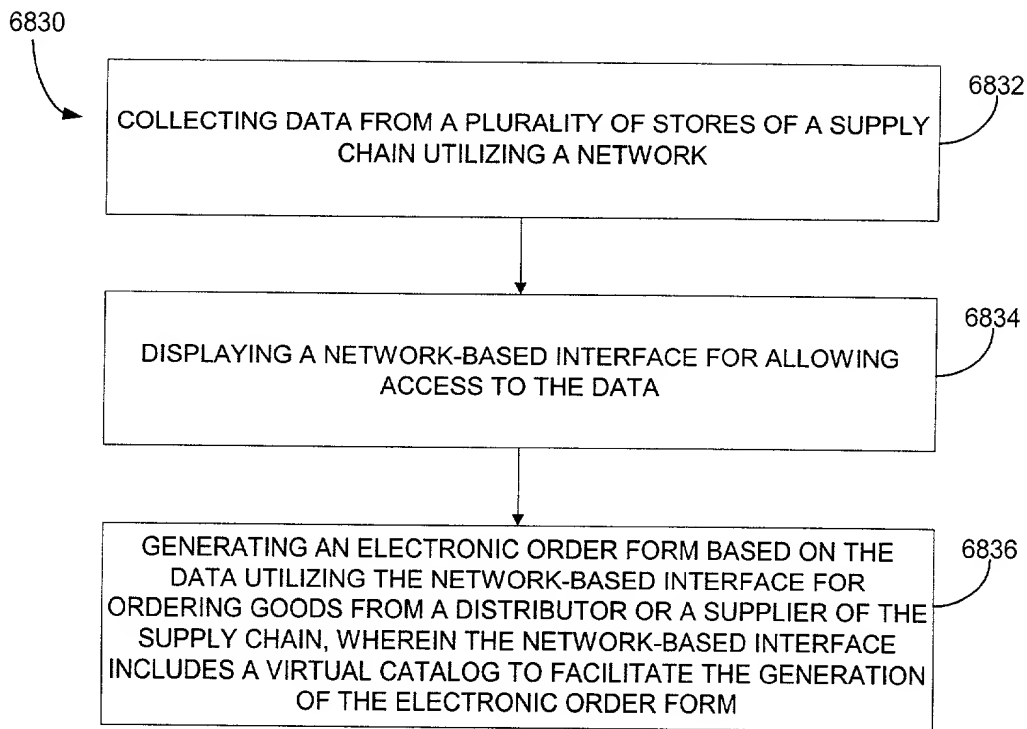 6830
6832
COLLECTING DATA FROM A PLURALITY OF STORES OF A SUPPLY
CHAIN UTILIZING A NETWORK
6834
DISPLAYING A NETWORK-BASED INTERFACE FOR ALLOWING
ACCESS TO THE DATA
6836
GENERATING AN ELECTRONIC ORDER FORM BASED ON THE
DATA UTILIZING THE NETWORK-BASED INTERFACE FOR
ORDERING GOODS FROM A DISTRIBUTOR OR A SUPPLIER OF THE
SUPPLY CHAIN, WHEREIN THE NETWORK-BASED INTERFACE
INCLUDES A VIRTUAL CATALOG TO FACILITATE THE GENERATION
OF THE ELECTRONIC ORDER FORM